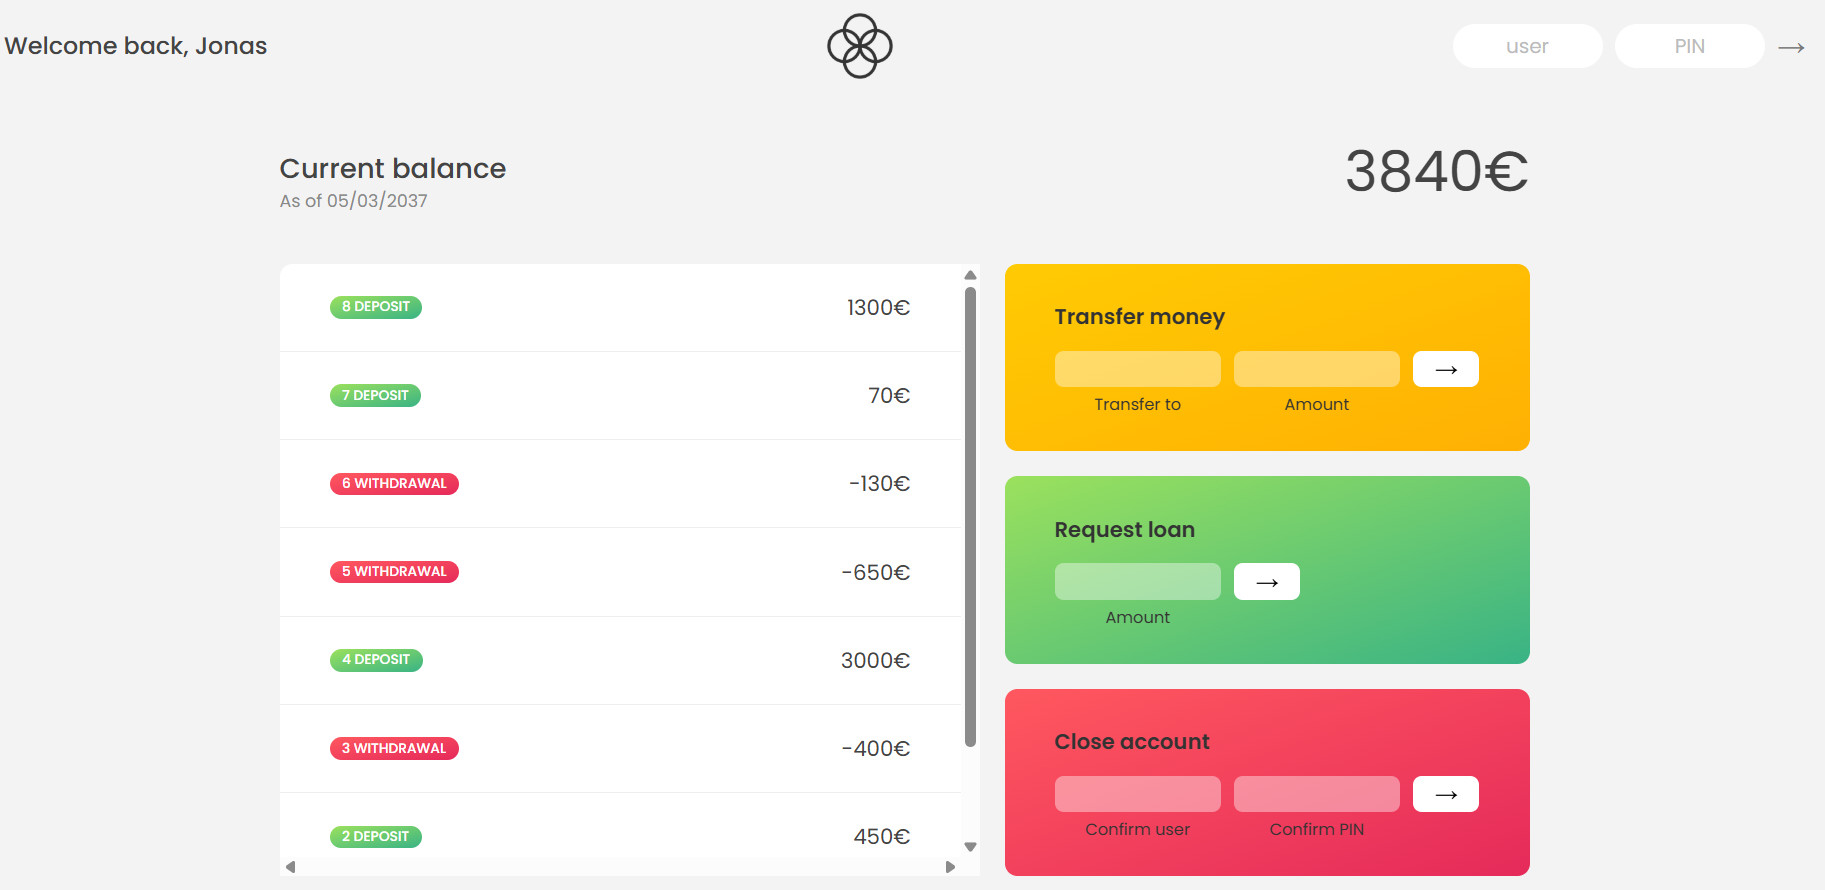 Welcome back, Jonas
user
PIN
→
Current balance
As of 05/03/2037
3840€
8 DEPOSIT
1300€
7 DEPOSIT
70€
6 WITHDRAWAL
-130€
5 WITHDRAWAL
-650€
4 DEPOSIT
3000€
3 WITHDRAWAL
-400€
2 DEPOSIT
450€
Transfer money
→
Transfer to
Amount
Request loan
→
Amount
Close account
→
Confirm user
Confirm PIN